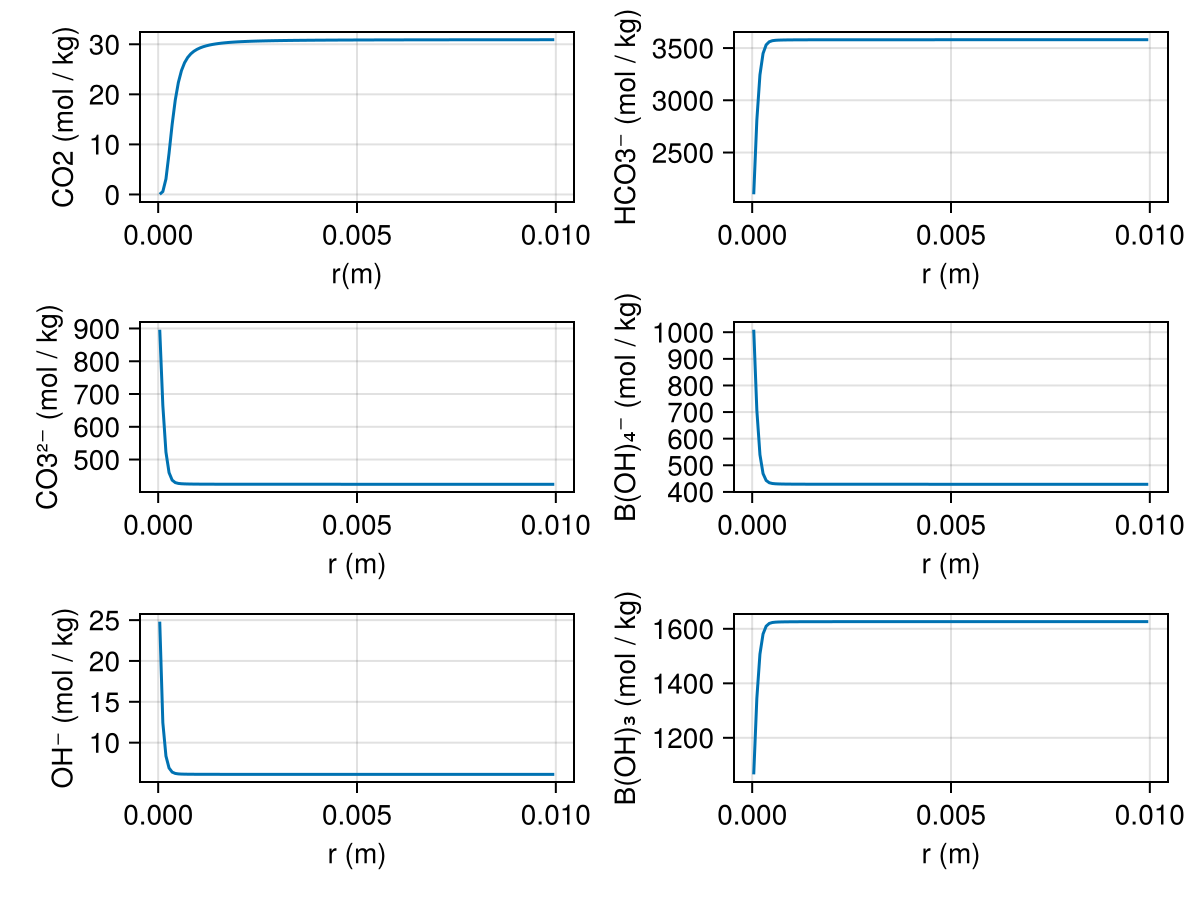 CO2 (mol / kg)
30
20
10
0
0.000 0.005 0.010
r(m)
HCO3⁻ (mol / kg)
3500
3000
2500
0.000 0.005 0.010
r (m)
CO3²⁻ (mol / kg)
900
800
700
600
500
0.000 0.005 0.010
r (m)
B(OH)₄⁻ (mol / kg)
1000
900
800
700
600
500
400
0.000 0.005 0.010
r (m)
OH⁻ (mol / kg)
25
20
15
10
0.000 0.005 0.010
r (m)
B(OH)₃ (mol / kg)
1600
1400
1200
0.000 0.005 0.010
r (m)